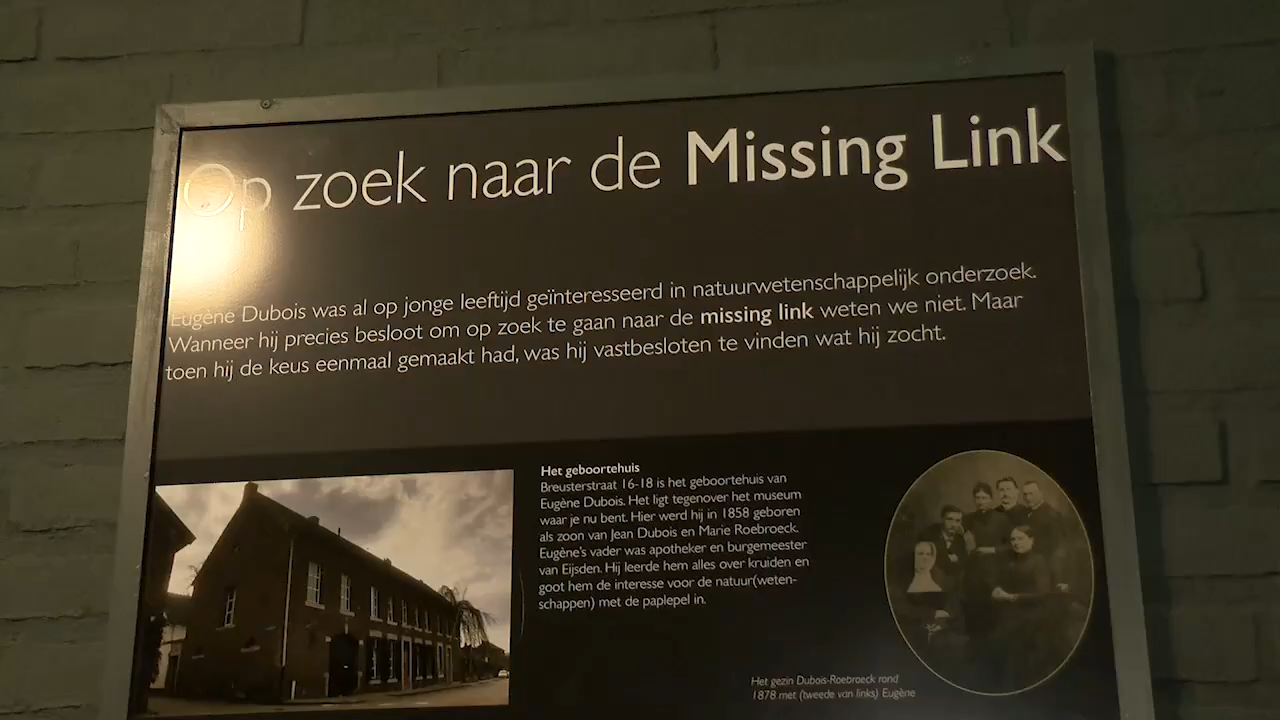 Op zoek naar de Missing Link
Eugène Dubois was al op jonge leeftijd geïnteresseerd in natuurwetenschappelijk onderzoek.
Wanneer hij precies besloot om op zoek te gaan naar de missing link weten we niet. Maar
toen hij de keus eenmaal gemaakt had, was hij vastbesloten te vinden wat hij zocht.
Het geboortehuis
Breusterstraat 16-18 is het geboortehuis van
Eugène Dubois. Het ligt tegenover het museum
waar je nu bent. Hier werd hij in 1858 geboren
als zoon van Jean Dubois en Marie Roebroeck.
Eugène's vader was apotheker en burgemeester
van Eijsden. Hij leerde hem alles over kruiden en
goot hem de interesse voor de natuur(weten-
schappen) met de paplepel in.
Het gezin Dubois-Roebroeck rond
1878 met (tweede van links) Eugène